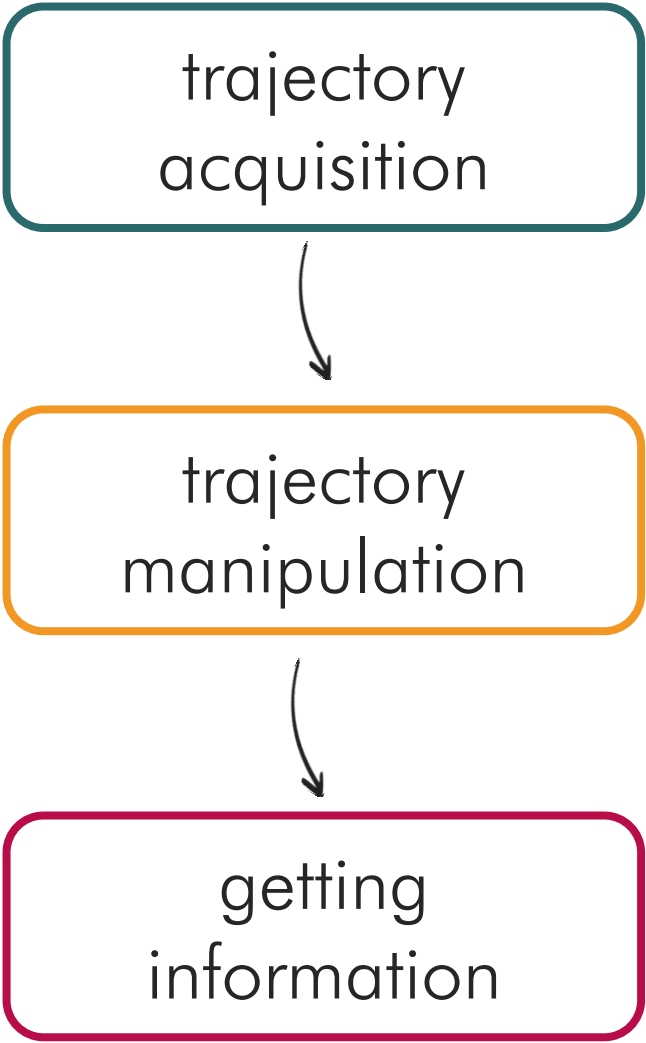 trajectory
acquisition
trajectory
manipulation
getting
information